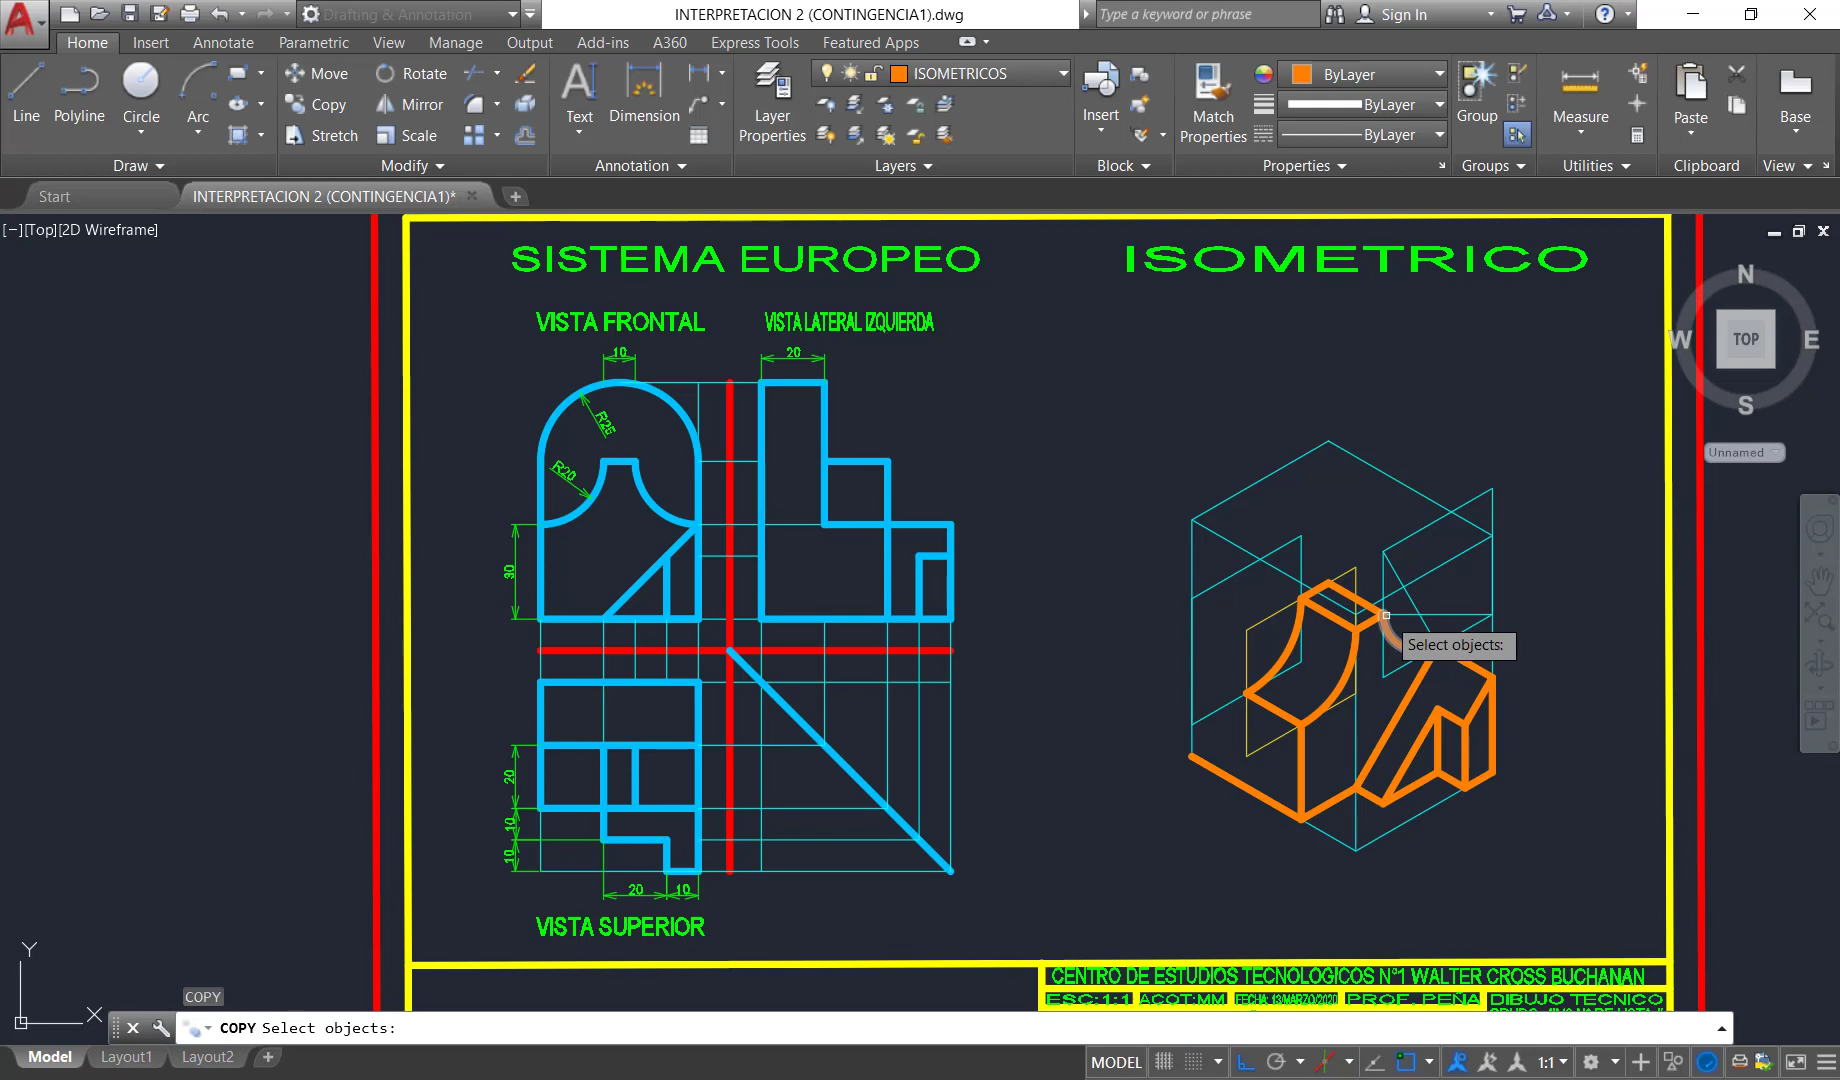 Drafting & Annotation
INTERPRETACION 2 (CONTINGENCIA1).dwg
Type a keyword or phrase
Sign In
Home Insert Annotate Parametric View Manage Output Add-ins A360 Express Tools Featured Apps
Line
Polyline
Circle
Arc
Draw
Move
Rotate
Copy
Mirror
Stretch
Scale
Modify
Text
Dimension
Annotation
Layer Properties
ISOMETRICOS
Layers
Insert
Block
Match Properties
ByLayer
ByLayer
ByLayer
Properties
Group
Groups
Measure
Utilities
Paste
Clipboard
Base
View
Start
INTERPRETACION 2 (CONTINGENCIA1)*
[−][Top][2D Wireframe]
SISTEMA EUROPEO
ISOMETRICO
VISTA FRONTAL
VISTA LATERAL IZQUIERDA
10
20
R25
R20
30
20
10
10
20
10
VISTA SUPERIOR
N
W
TOP
E
S
Unnamed
Select objects:
CENTRO DE ESTUDIOS TECNOLOGICOS N°1 WALTER CROSS BUCHANAN
ESC:1:1 ACOT:MM FECHA: 13/MARZO/2020 PROF. PEÑA DIBUJO TECNICO
Y
X
COPY
COPY Select objects:
Model
Layout1
Layout2
MODEL
1:1